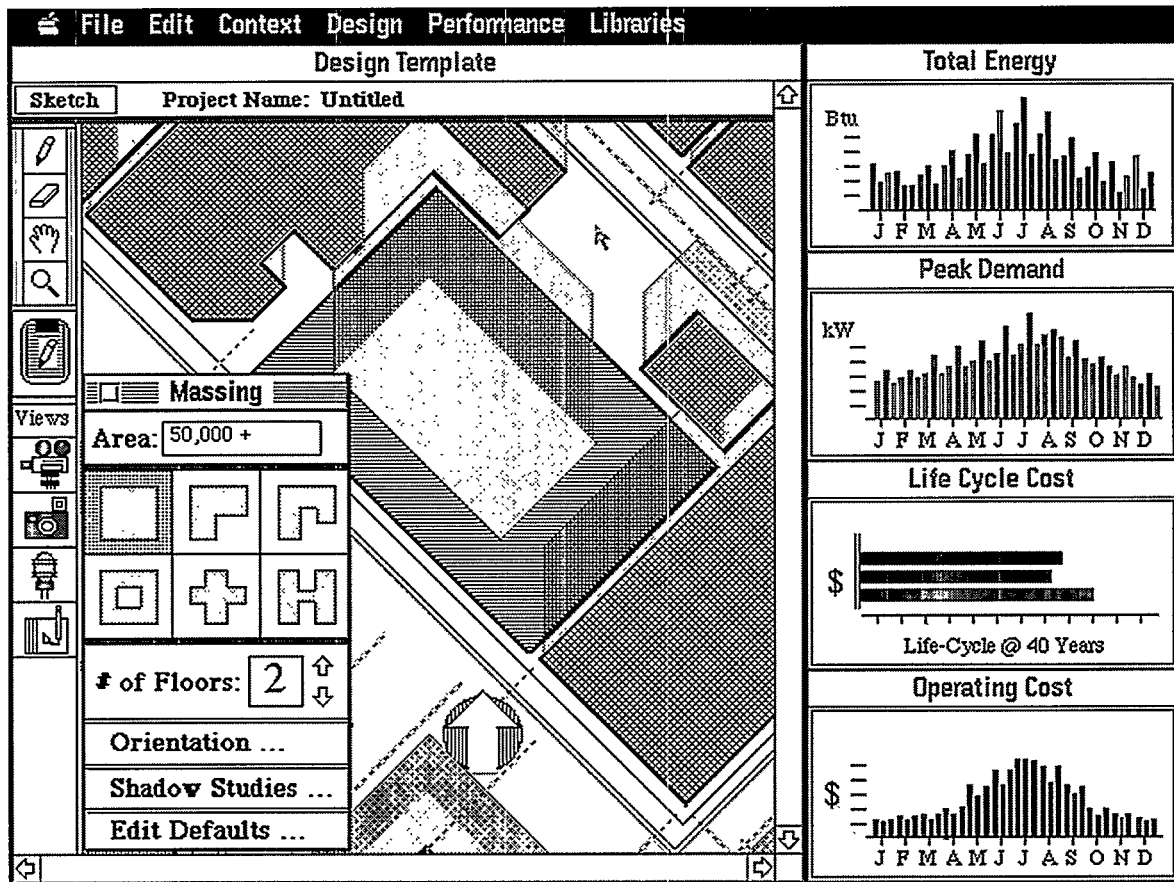 File Edit Context Design Performance Libraries
Design Template
Sketch Project Name: Untitled
Views
Massing
Area: 50,000 +
# of Floors: 2
Orientation ...
Shadow Studies ...
Edit Defaults ...
Total Energy
Btu
J F M A M J J A S O N D
Peak Demand
kW
J F M A M J J A S O N D
Life Cycle Cost
$
Life-Cycle @ 40 Years
Operating Cost
$
J F M A M J J A S O N D